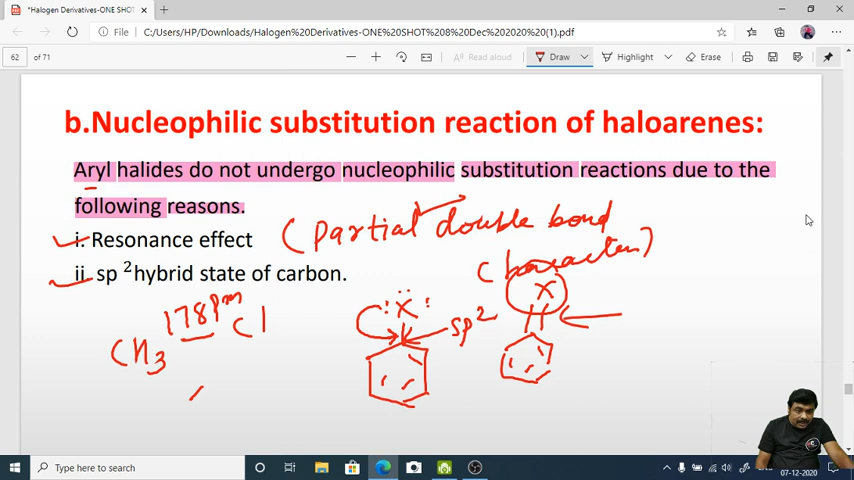 *Halogen Derivatives-ONE SHOT
C:/Users/HP/Downloads/Halogen%20Derivatives-ONE%20SHOT%208%20Dec%202020%20(1).pdf
62 of 71
Read aloud
Draw
Highlight
Erase
b.Nucleophilic substitution reaction of haloarenes:
Aryl halides do not undergo nucleophilic substitution reactions due to the
following reasons.
i. Resonance effect
(partial double bond
character)
ii. sp 2 hybrid state of carbon.
178 pm
CH3 Cl
X
sp2
X
Type here to search
07-12-2020